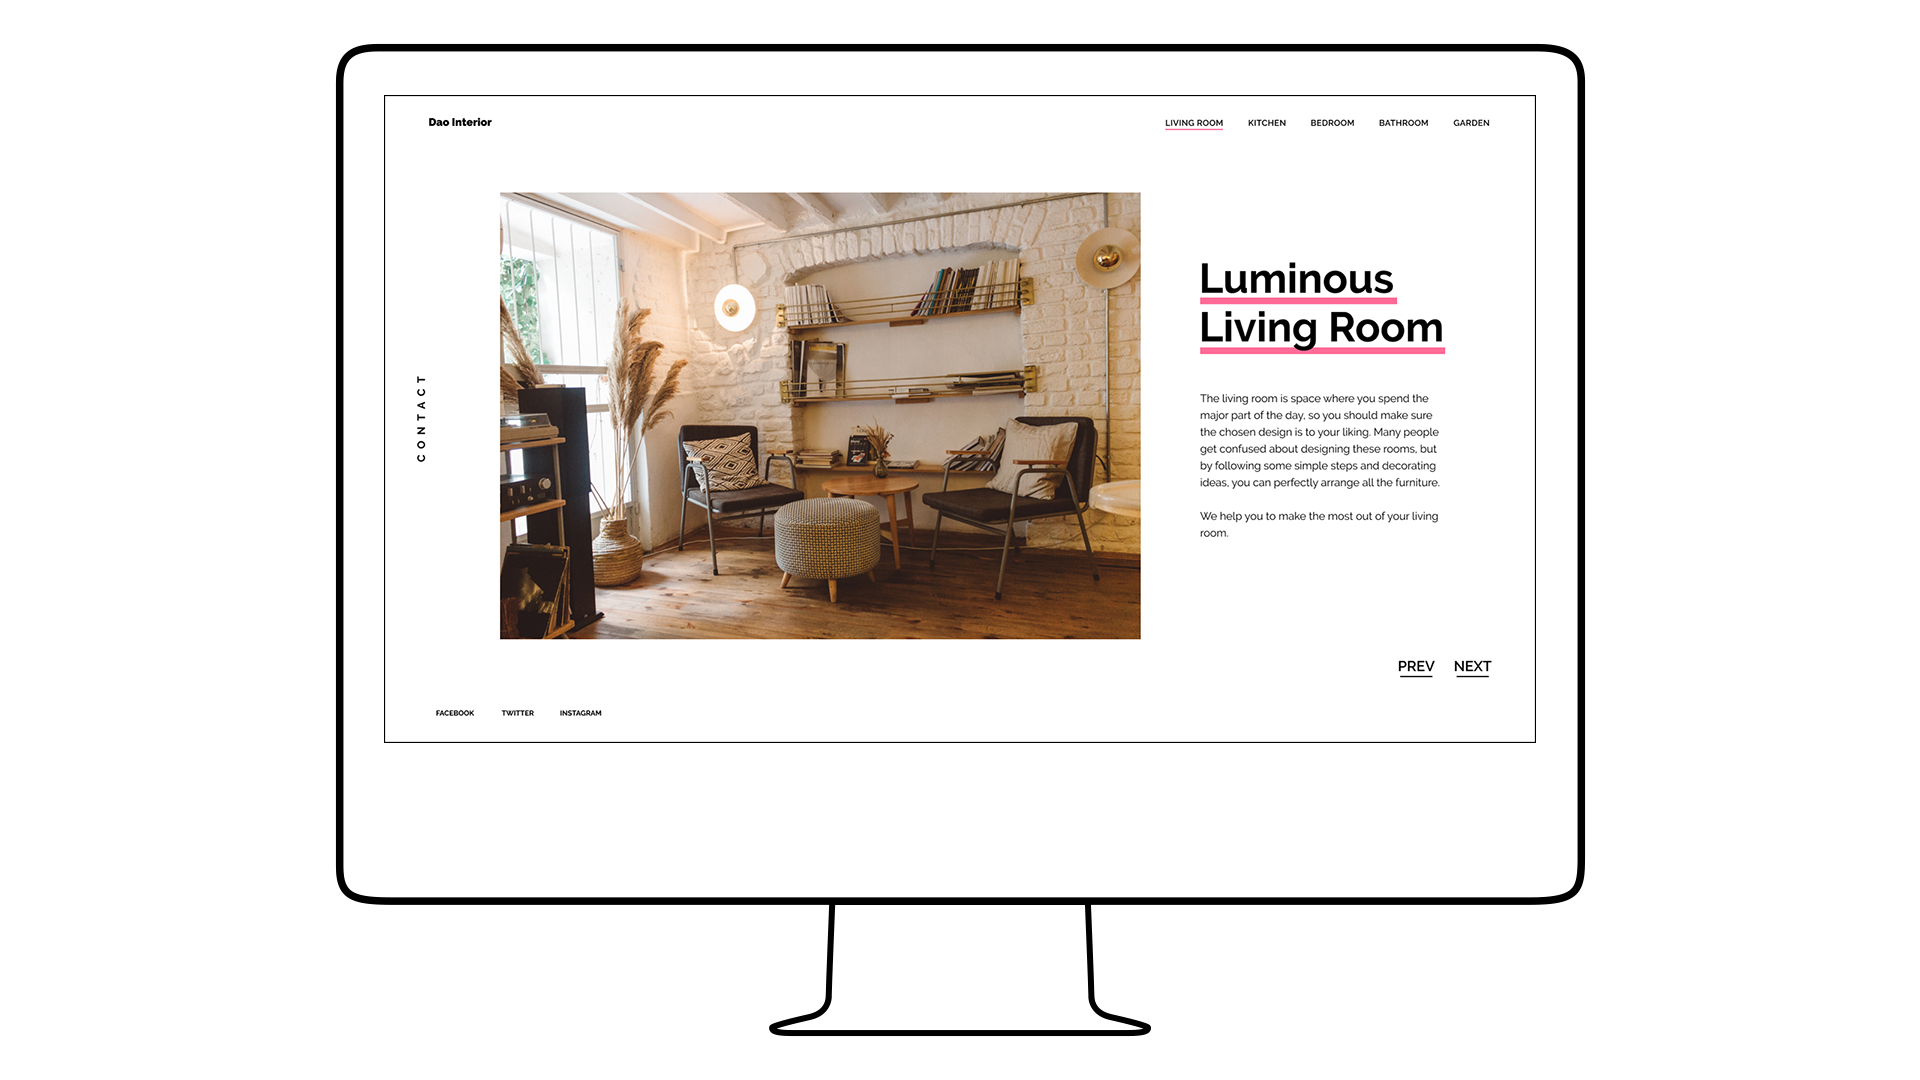 Dao Interior
LIVING ROOM KITCHEN BEDROOM BATHROOM GARDEN
CONTACT
Luminous
Living Room
The living room is space where you spend the
major part of the day, so you should make sure
the chosen design is to your liking. Many people
get confused about designing these rooms, but
by following some simple steps and decorating
ideas, you can perfectly arrange all the furniture.
We help you to make the most out of your living
room.
PREV NEXT
FACEBOOK TWITTER INSTAGRAM